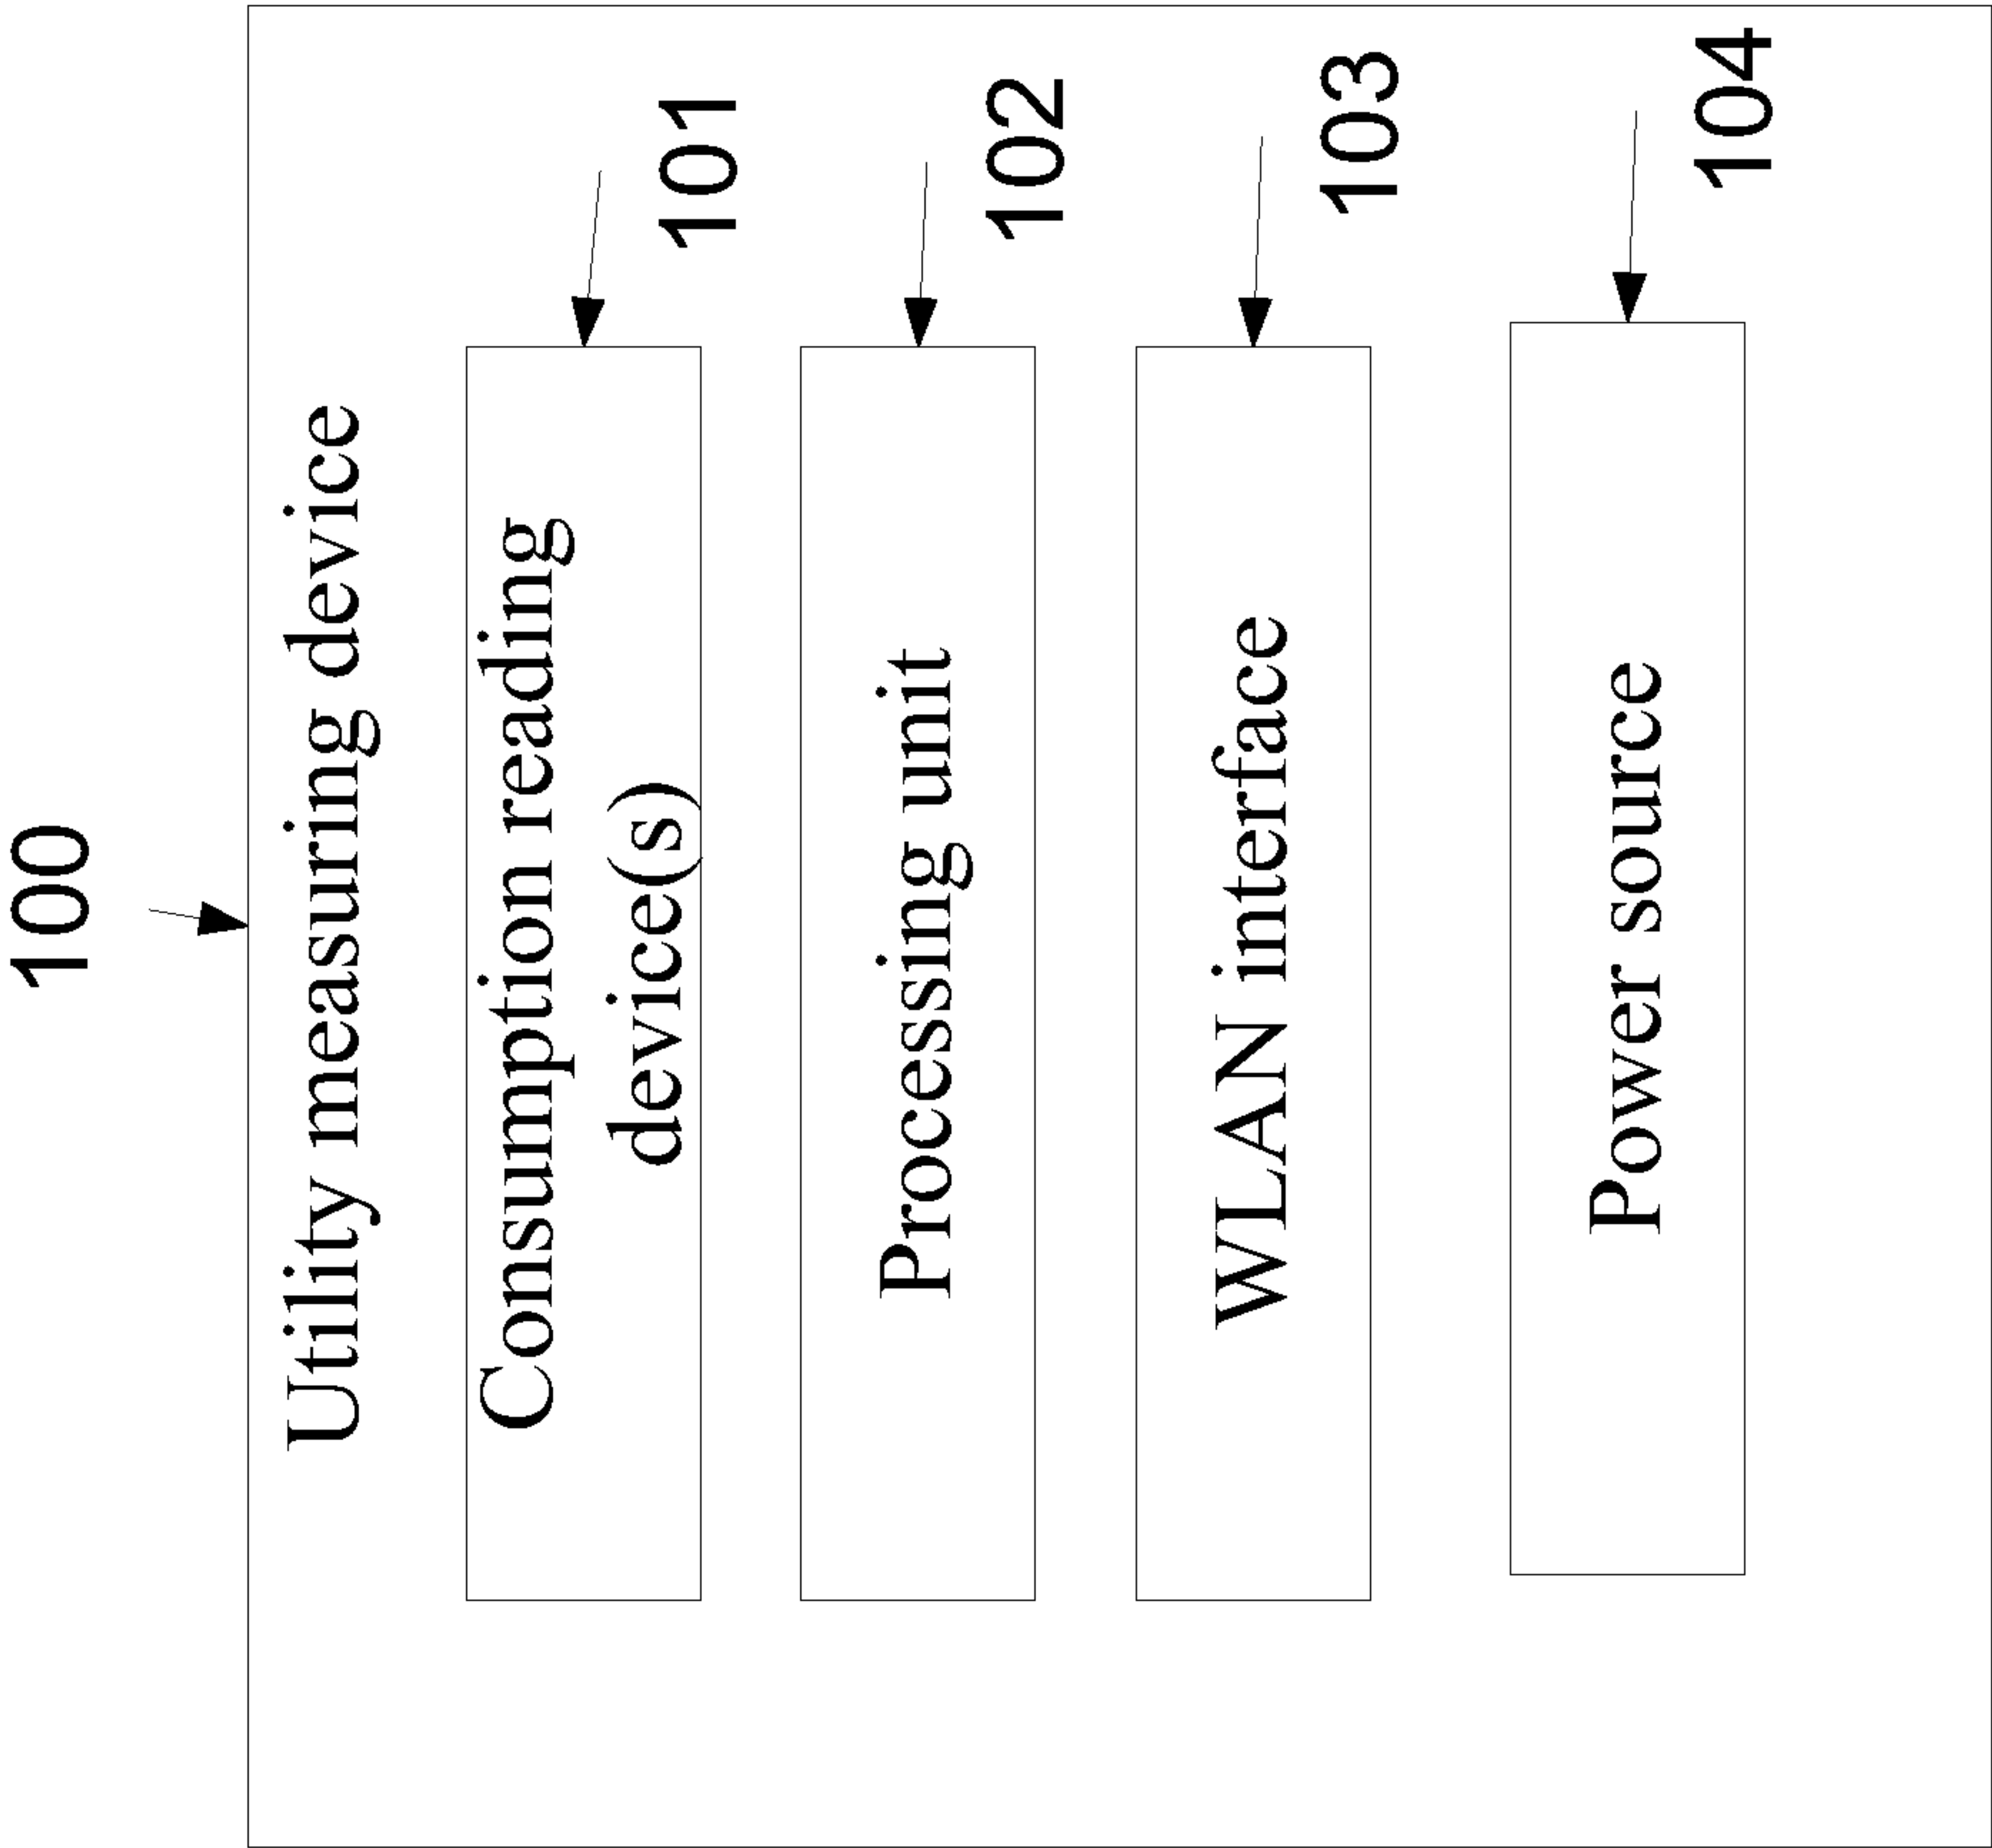 100
Utility measuring device
Consumption reading
device(s)
101
Processing unit
102
WLAN interface
103
Power source
104